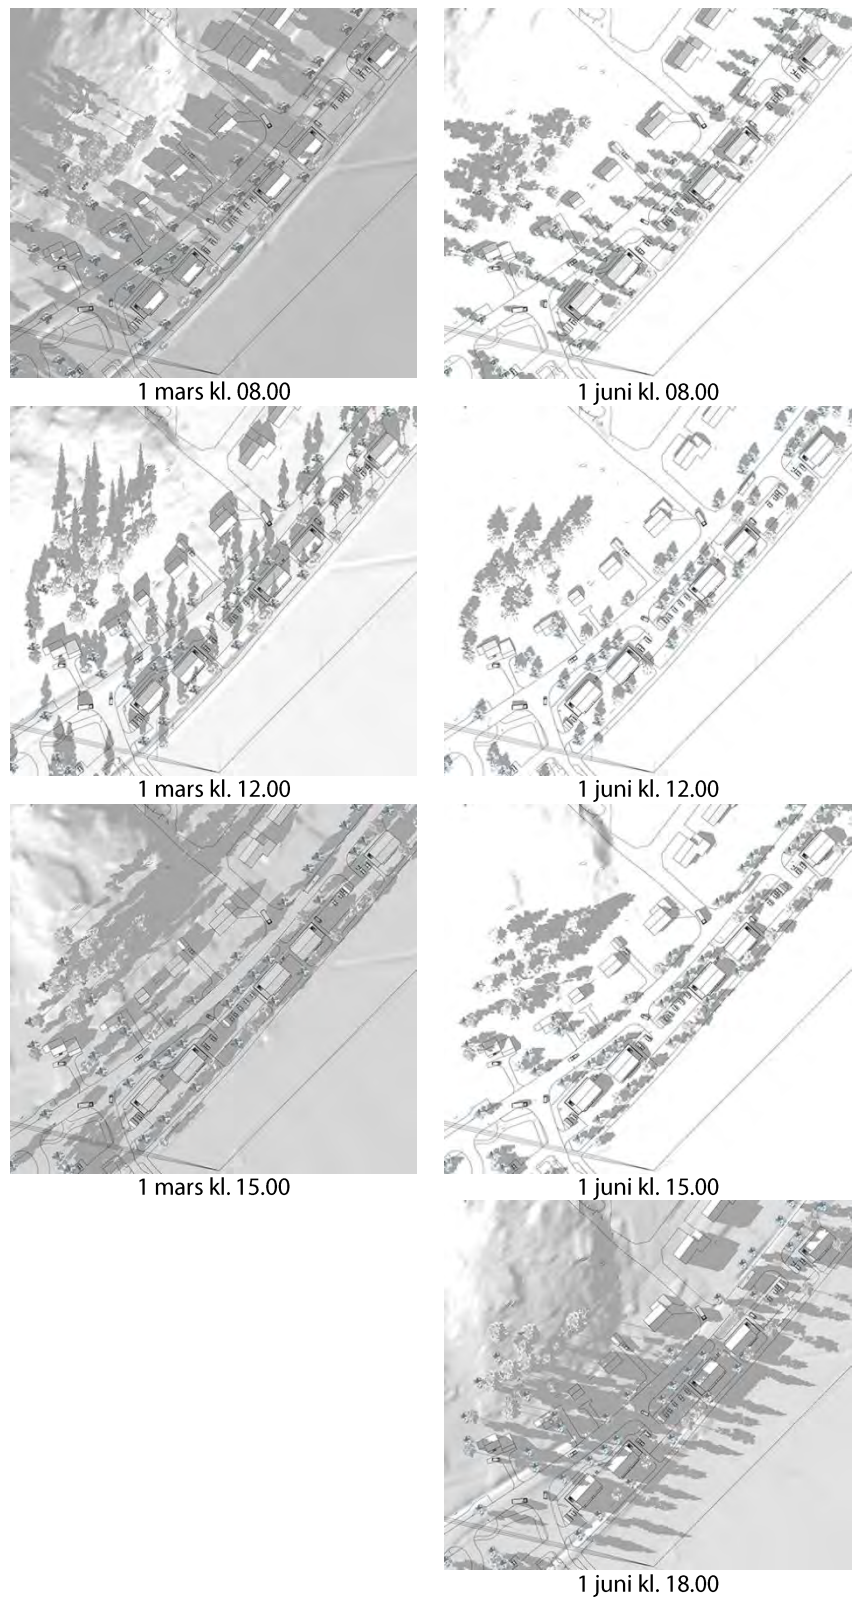 1 mars kl. 08.00
1 juni kl. 08.00
1 mars kl. 12.00
1 juni kl. 12.00
1 mars kl. 15.00
1 juni kl. 15.00
1 juni kl. 18.00